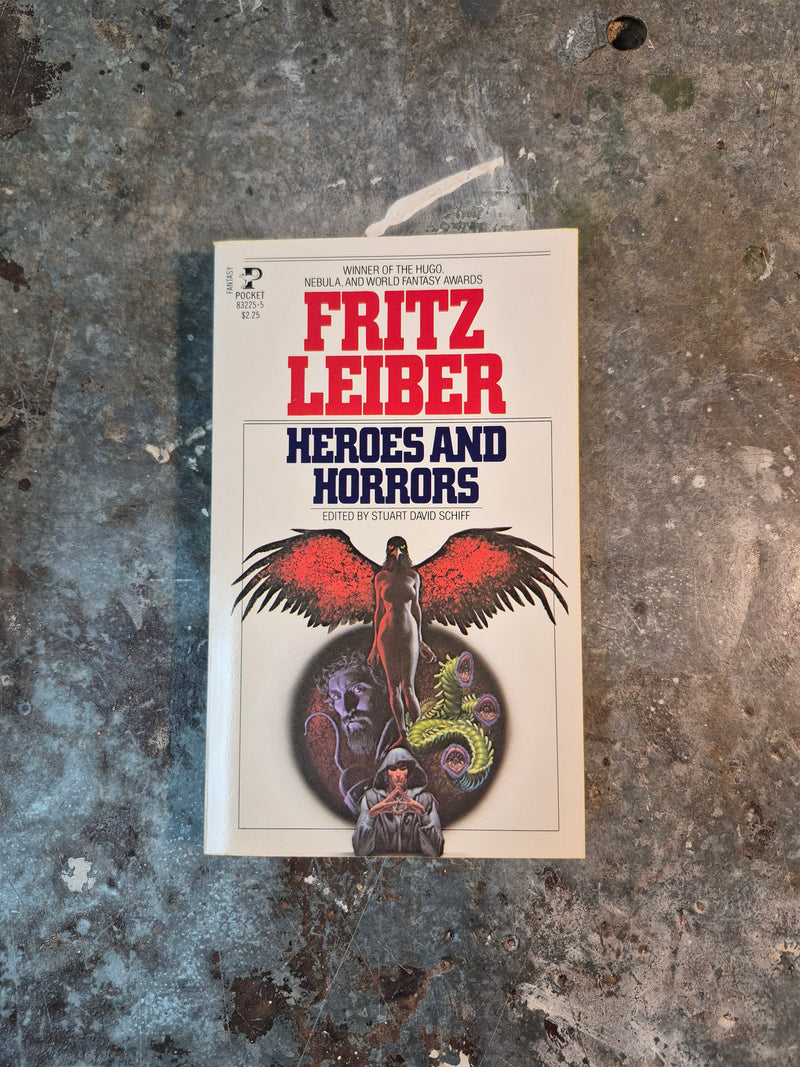 FANTASY
P
POCKET
83225-5
$2.25
WINNER OF THE HUGO,
NEBULA, AND WORLD FANTASY AWARDS
FRITZ
LEIBER
HEROES AND
HORRORS
EDITED BY STUART DAVID SCHIFF